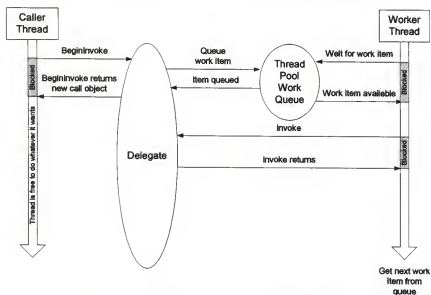 Caller
Thread
Worker
Thread
BeginInvoke
Queue
work item
Wait for work item
Blocked
Thread
Pool
Work
Queue
Blocked
BeginInvoke returns
new call object
Item queued
Work item available
Invoke
Thread is free to do whatever it wants
Delegate
Blocked
Invoke returns
Get next work
item from
queue